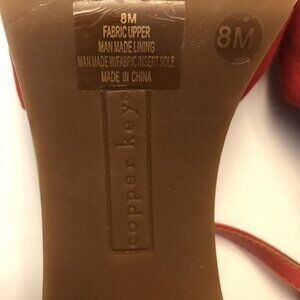 8M
FABRIC UPPER
MAN MADE LINING
MAN MADE W/FABRIC INSERT SOLE
MADE IN CHINA
8M
copper key